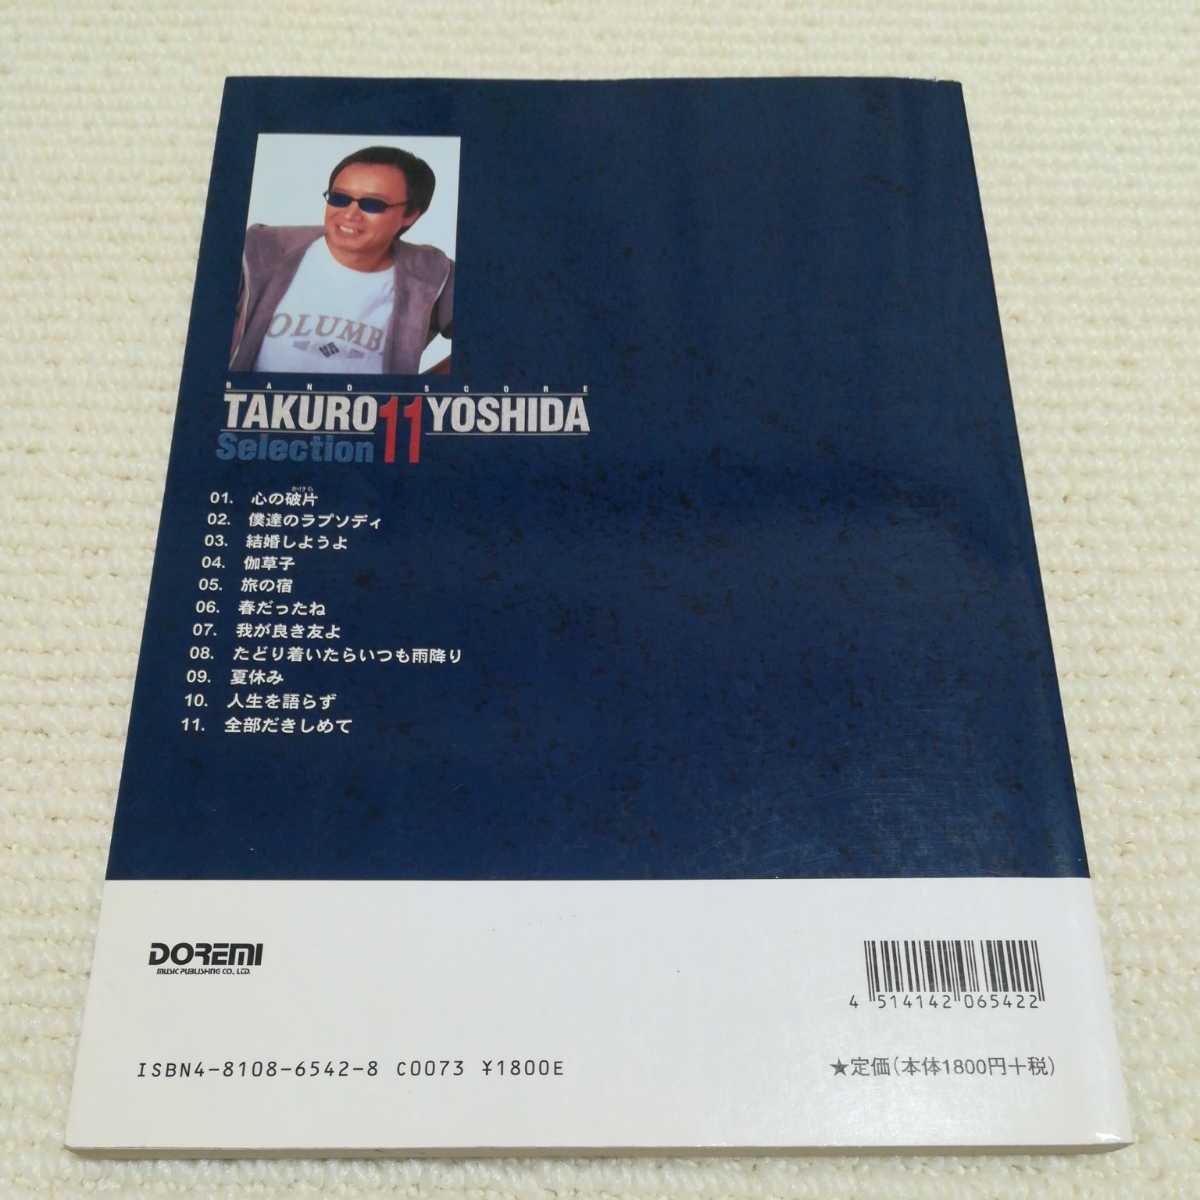 COLUMB
BAND SCORE
TAKURO 11 YOSHIDA
Selection
かけら
01. 心の破片
02. 僕達のラプソディ
03. 結婚しようよ
04. 伽草子
05. 旅の宿
06. 春だったね
07. 我が良き友よ
08. たどり着いたらいつも雨降り
09. 夏休み
10. 人生を語らず
11. 全部だきしめて
DOREMI
MUSIC PUBLISHING CO., LTD.
4 514142 065422
ISBN4-8108-6542-8 C0073 ¥1800E
★定価(本体1800円+税)